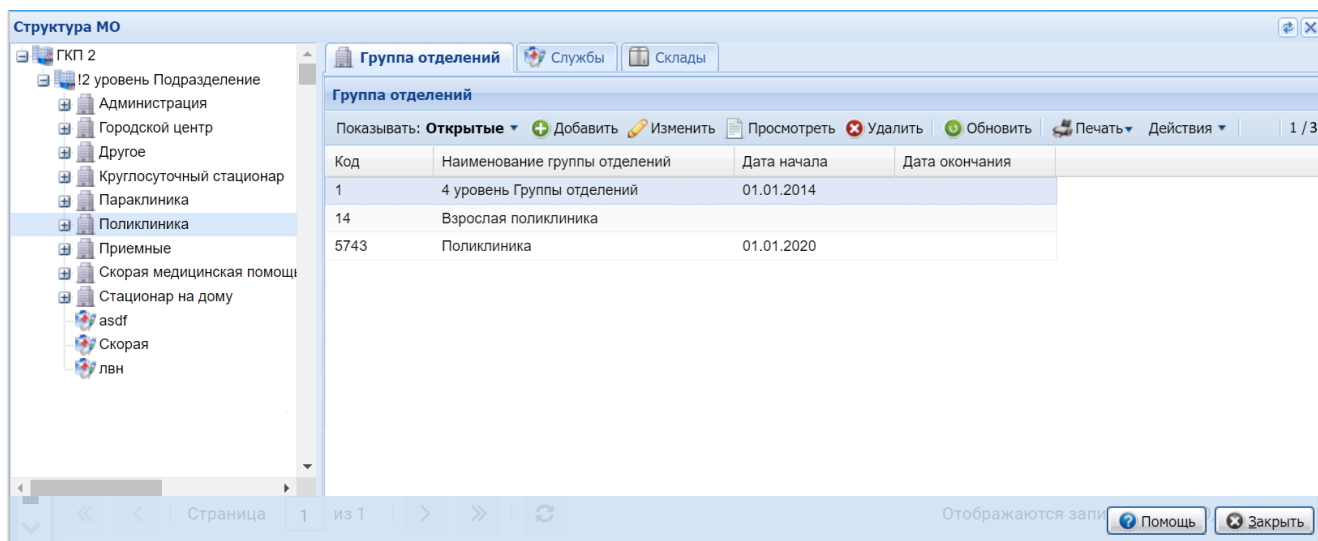 Структура МО
ГКП 2
!2 уровень Подразделение
Администрация
Городской центр
Другое
Круглосуточный стационар
Параклиника
Поликлиника
Приемные
Скорая медицинская помощь
Стационар на дому
asdf
Скорая
лвн
Группа отделений Службы Склады
Группа отделений
Показывать: Открытые Добавить Изменить Просмотреть Удалить Обновить Печать Действия 1 / 3
Код Наименование группы отделений Дата начала Дата окончания
1 4 уровень Группы отделений 01.01.2014
14 Взрослая поликлиника
5743 Поликлиника 01.01.2020
Страница 1 из 1 Отображаются запи
Помощь Закрыть